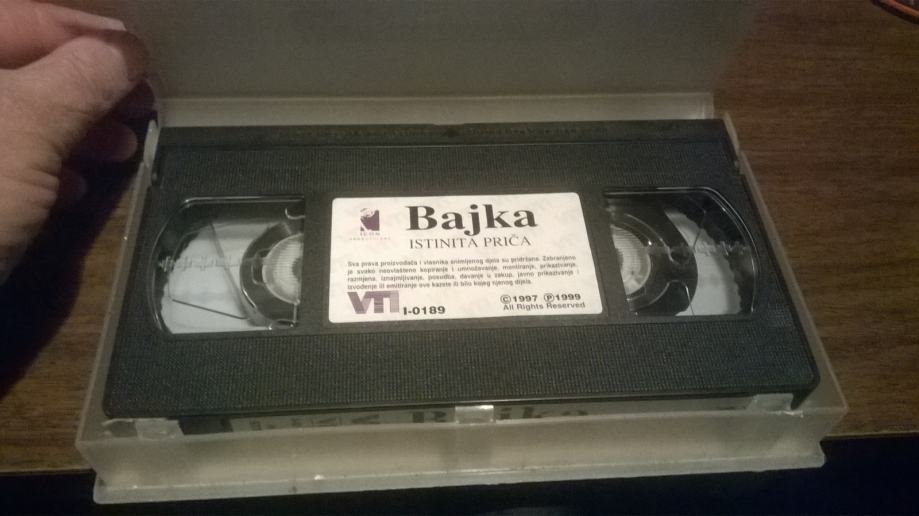 Bajka
ISTINITA PRIČA
ICON
PRODUCTIONS
Sva prava proizvođača i vlasnika snimljenog djela su pridržana. Zabranjeno
je svako neovlašteno kopiranje i umnožavanje, montiranje, prikazivanje,
razmjena, iznajmljivanje, posudba, davanje u zakup, javno prikazivanje i
izvođenje ili emitiranje ove kazete ili bilo kojeg njenog dijela.
VTI I-0189
©1997 ℗1999
All Rights Reserved
Bajka